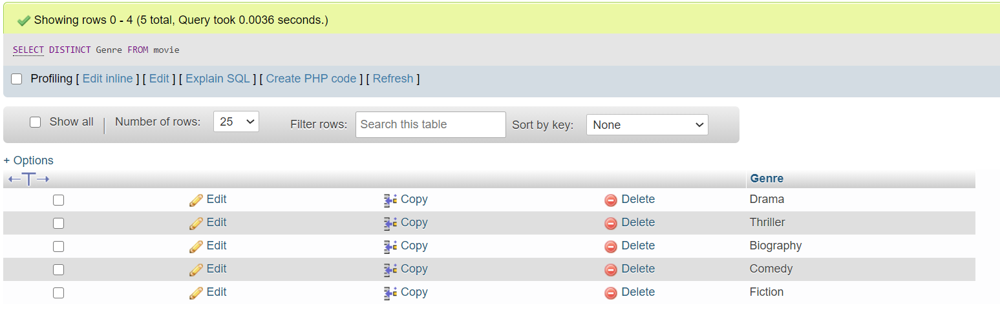 Showing rows 0 - 4 (5 total, Query took 0.0036 seconds.)
SELECT DISTINCT Genre FROM movie
Profiling [ Edit inline ] [ Edit ] [ Explain SQL ] [ Create PHP code ] [ Refresh ]
Show all | Number of rows: 25 Filter rows: Search this table Sort by key: None
+ Options
←T→ Genre
Edit Copy Delete Drama
Edit Copy Delete Thriller
Edit Copy Delete Biography
Edit Copy Delete Comedy
Edit Copy Delete Fiction